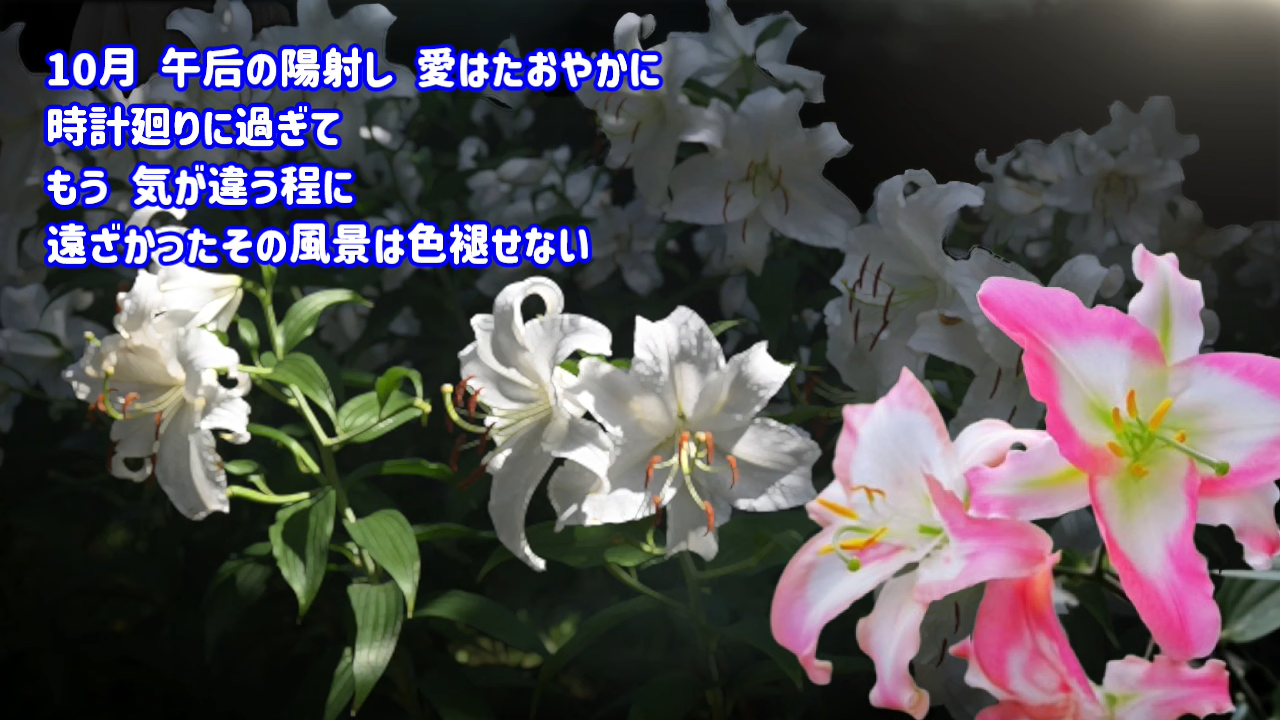 10月 午后の陽射し 愛はたおやかに
時計廻りに過ぎて
もう 気が違う程に
遠ざかったその風景は色褪せない